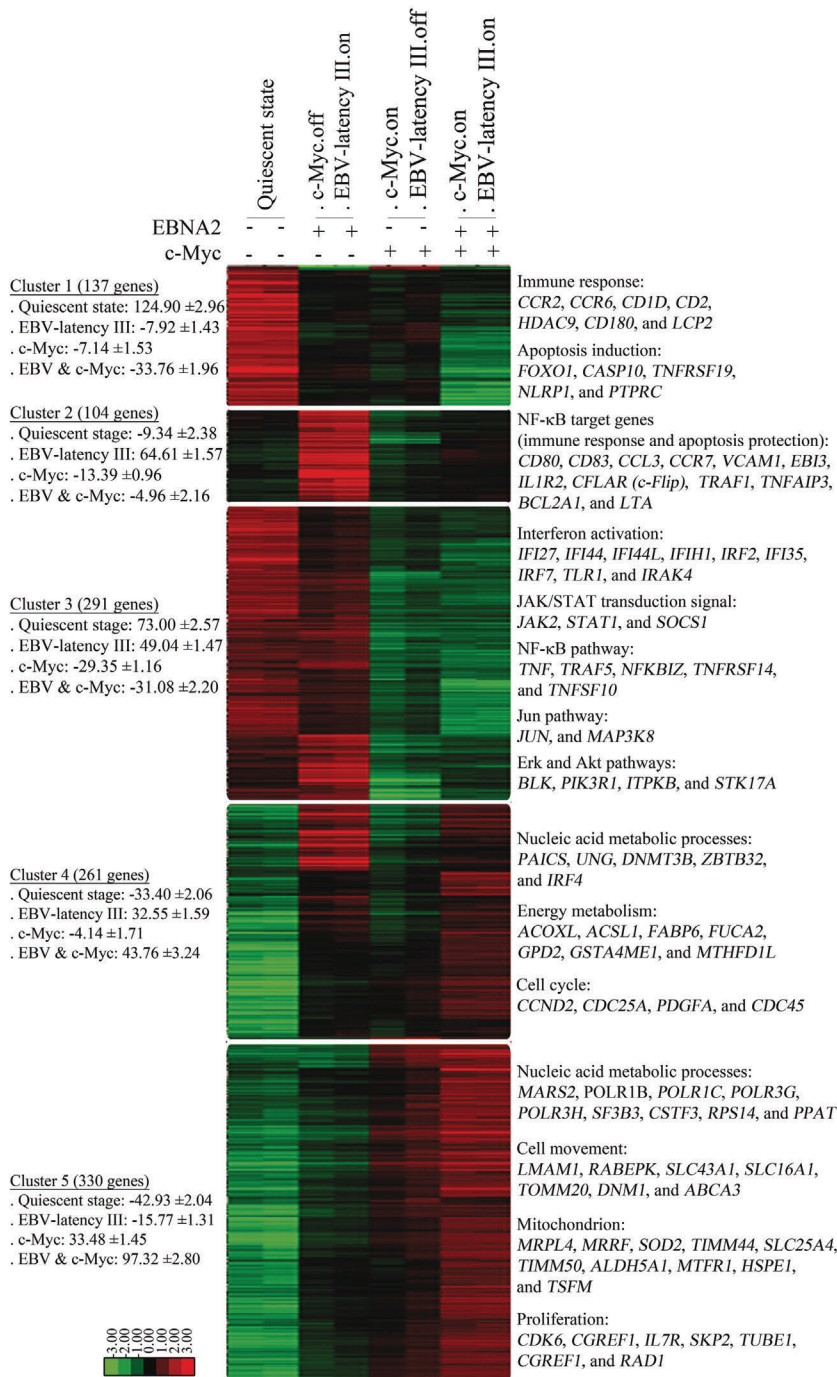 Quiescent state
. c-Myc.off
. EBV-latency III.on
. c-Myc.on
. EBV-latency III.off
. c-Myc.on
. EBV-latency III.on
EBNA2 - - + + - - + +
c-Myc - - - - + + + +
Cluster 1 (137 genes)
. Quiescent state: 124.90 ±2.96
. EBV-latency III: -7.92 ±1.43
. c-Myc: -7.14 ±1.53
. EBV & c-Myc: -33.76 ±1.96
Immune response:
CCR2, CCR6, CD1D, CD2,
HDAC9, CD180, and LCP2
Apoptosis induction:
FOXO1, CASP10, TNFRSF19,
NLRP1, and PTPRC
Cluster 2 (104 genes)
. Quiescent stage: -9.34 ±2.38
. EBV-latency III: 64.61 ±1.57
. c-Myc: -13.39 ±0.96
. EBV & c-Myc: -4.96 ±2.16
NF-κB target genes
(immune response and apoptosis protection):
CD80, CD83, CCL3, CCR7, VCAM1, EBI3,
IL1R2, CFLAR (c-Flip), TRAF1, TNFAIP3,
BCL2A1, and LTA
Cluster 3 (291 genes)
. Quiescent stage: 73.00 ±2.57
. EBV-latency III: 49.04 ±1.47
. c-Myc: -29.35 ±1.16
. EBV & c-Myc: -31.08 ±2.20
Interferon activation:
IFI27, IFI44, IFI44L, IFIH1, IRF2, IFI35,
IRF7, TLR1, and IRAK4
JAK/STAT transduction signal:
JAK2, STAT1, and SOCS1
NF-κB pathway:
TNF, TRAF5, NFKBIZ, TNFRSF14,
and TNFSF10
Jun pathway:
JUN, and MAP3K8
Erk and Akt pathways:
BLK, PIK3R1, ITPKB, and STK17A
Cluster 4 (261 genes)
. Quiescent stage: -33.40 ±2.06
. EBV-latency III: 32.55 ±1.59
. c-Myc: -4.14 ±1.71
. EBV & c-Myc: 43.76 ±3.24
Nucleic acid metabolic processes:
PAICS, UNG, DNMT3B, ZBTB32,
and IRF4
Energy metabolism:
ACOXL, ACSL1, FABP6, FUCA2,
GPD2, GSTA4ME1, and MTHFD1L
Cell cycle:
CCND2, CDC25A, PDGFA, and CDC45
Cluster 5 (330 genes)
. Quiescent stage: -42.93 ±2.04
. EBV-latency III: -15.77 ±1.31
. c-Myc: 33.48 ±1.45
. EBV & c-Myc: 97.32 ±2.80
Nucleic acid metabolic processes:
MARS2, POLR1B, POLR1C, POLR3G,
POLR3H, SF3B3, CSTF3, RPS14, and PPAT
Cell movement:
LMAM1, RABEPK, SLC43A1, SLC16A1,
TOMM20, DNM1, and ABCA3
Mitochondrion:
MRPL4, MRRF, SOD2, TIMM44, SLC25A4,
TIMM50, ALDH5A1, MTFR1, HSPE1,
and TSFM
Proliferation:
CDK6, CGREF1, IL7R, SKP2, TUBE1,
CGREF1, and RAD1
-3.00
-2.00
-1.00
0.00
1.00
2.00
3.00